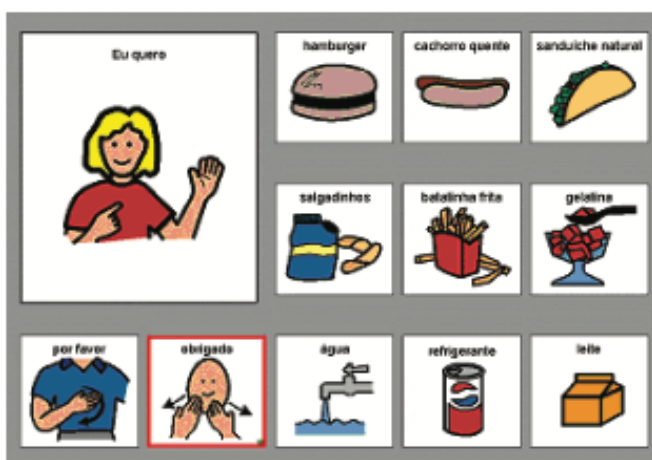 Eu quero
hamburger
cachorro quente
sanduíche natural
salgadinhos
batatinha frita
gelatina
por favor
obrigado
água
refrigerante
leite